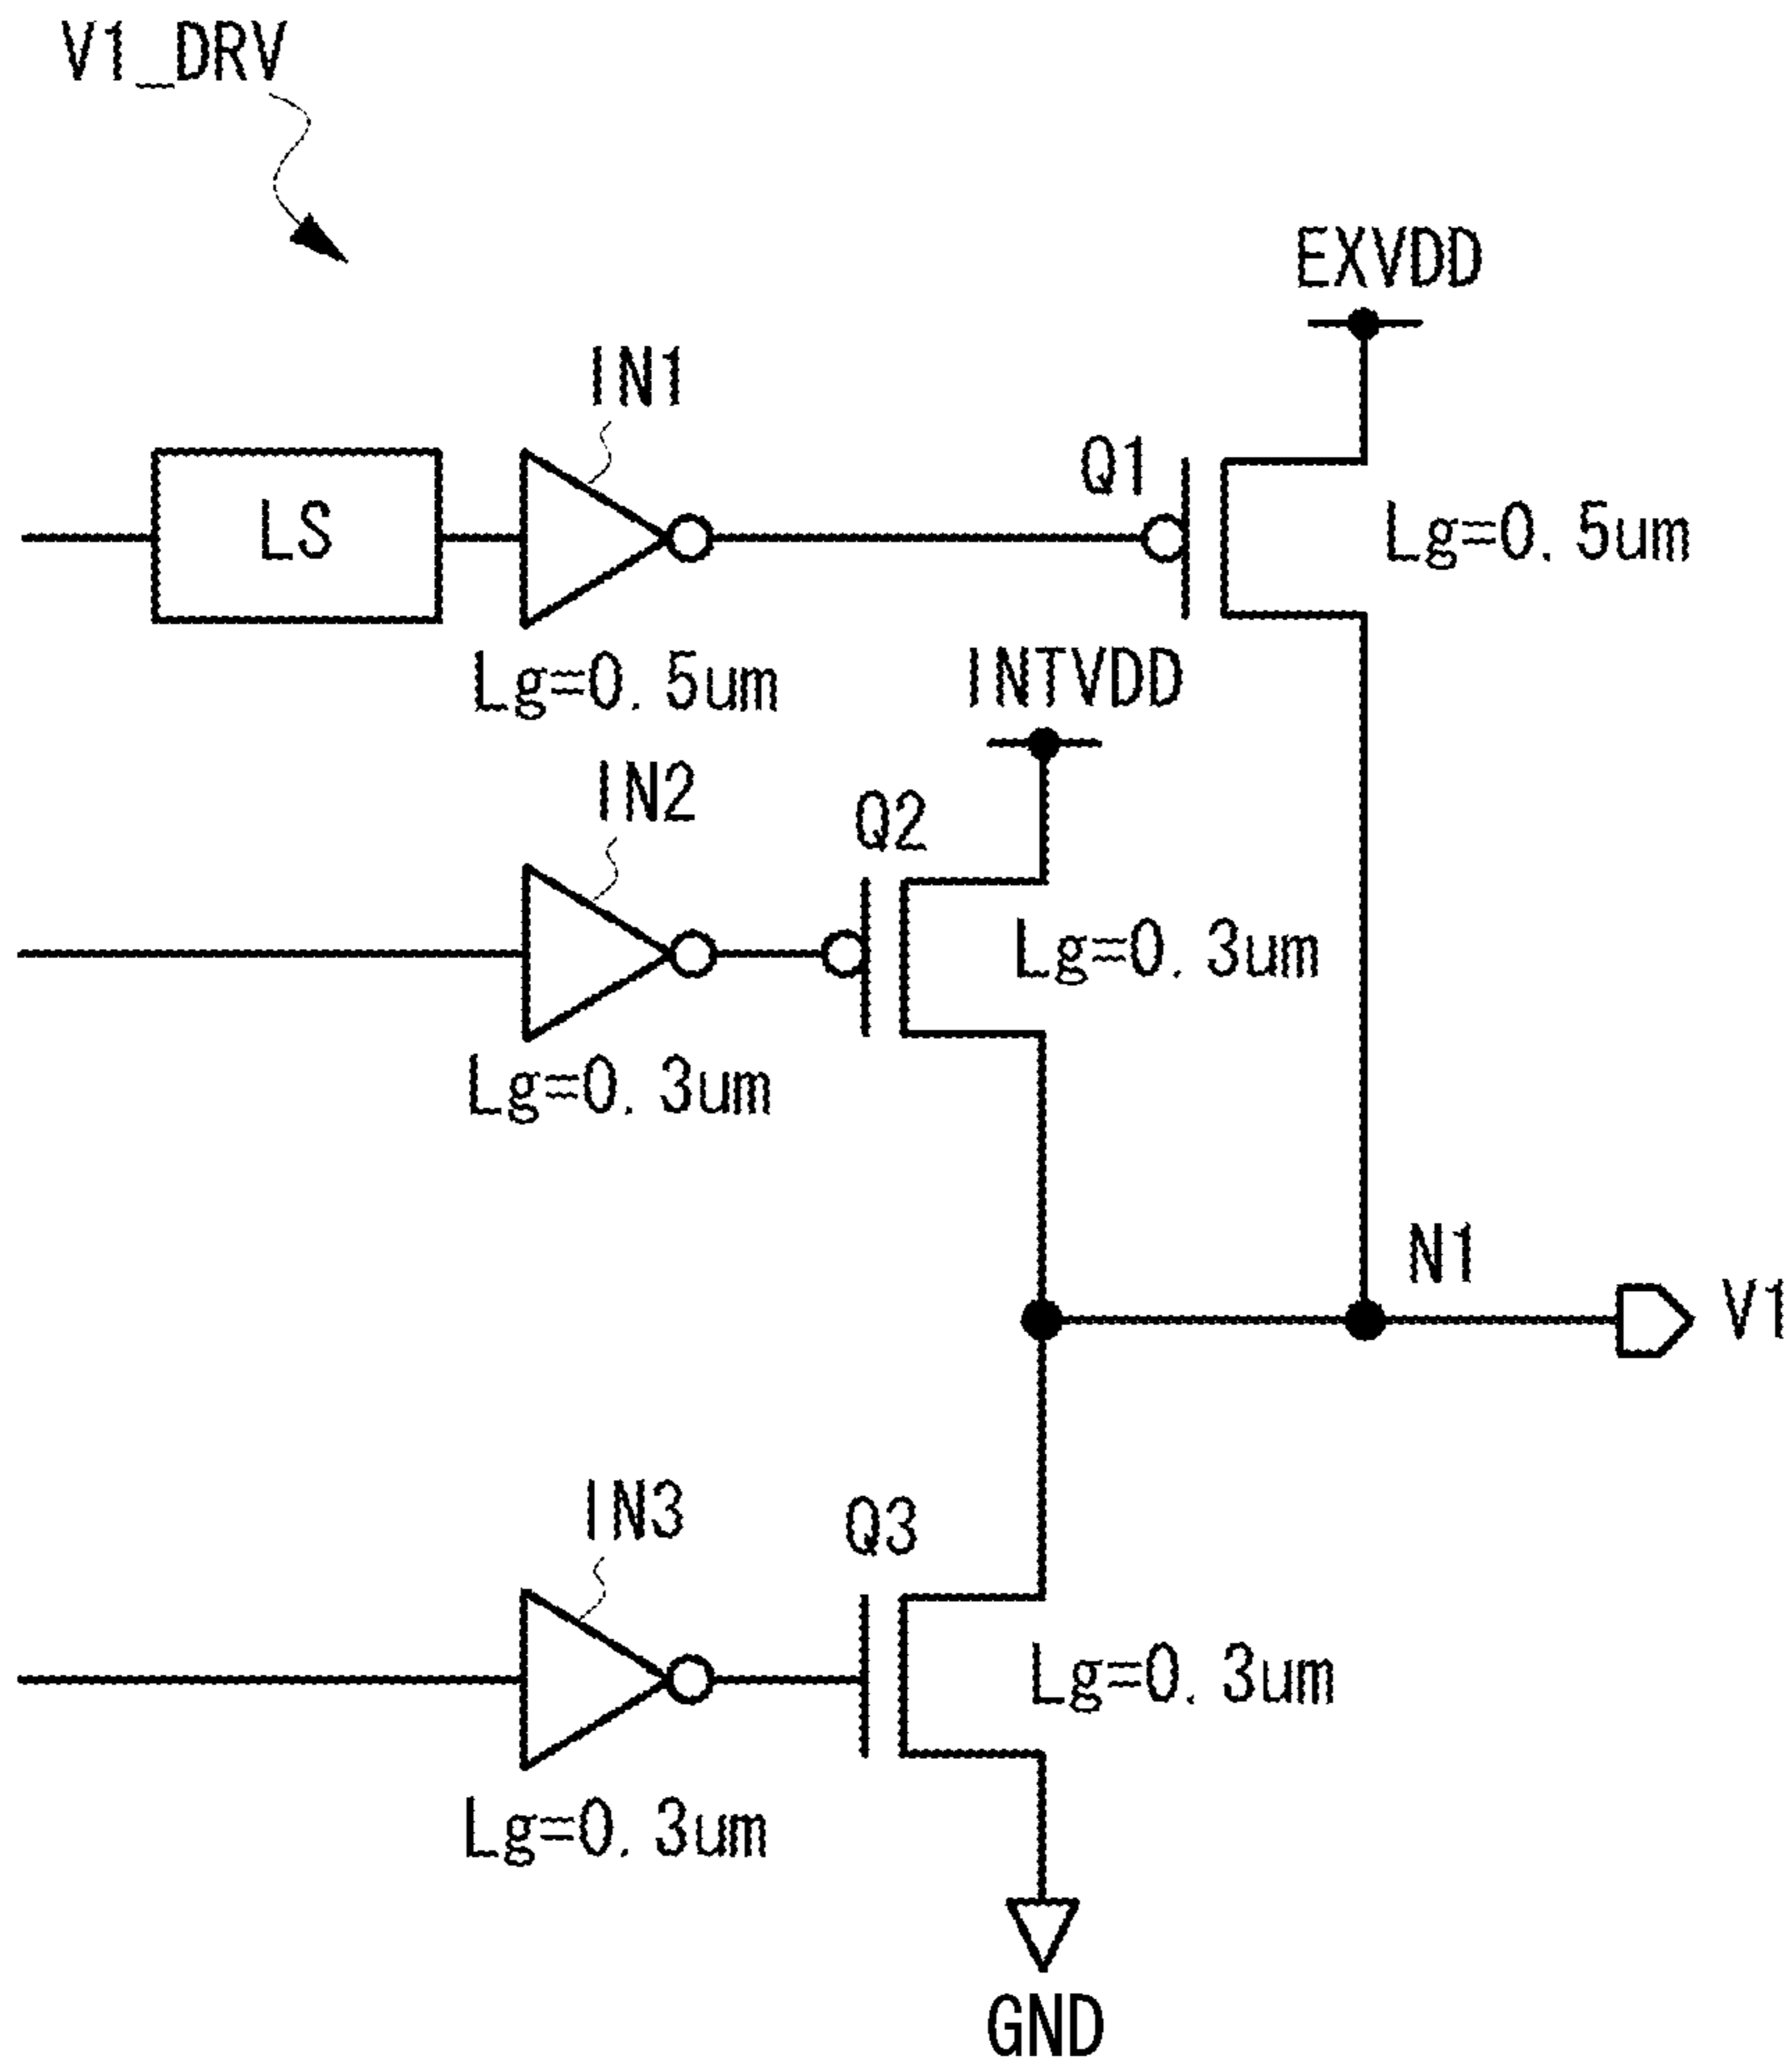 V1_DRV
EXVDD
IN1
Q1
LS
Lg=0.5um
Lg=0.5um
INTVDD
IN2
Q2
Lg=0.3um
Lg=0.3um
N1
V1
IN3
Q3
Lg=0.3um
Lg=0.3um
GND